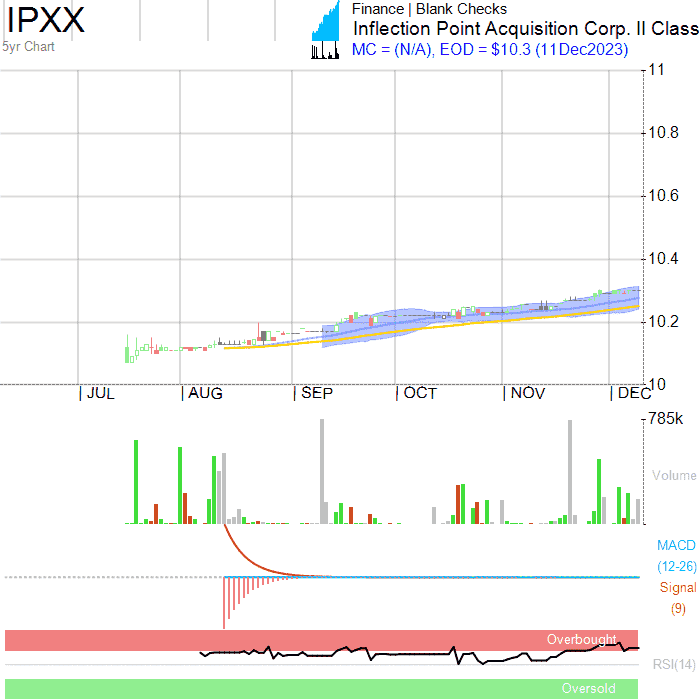 IPXX
5yr Chart
Finance | Blank Checks
Inflection Point Acquisition Corp. II Class
MC = (N/A), EOD = $10.3 (11Dec2023)
11
10.8
10.6
10.4
10.2
10
JUL
AUG
SEP
OCT
NOV
DEC
785k
Volume
MACD
(12-26)
Signal
(9)
Overbought
RSI(14)
Oversold